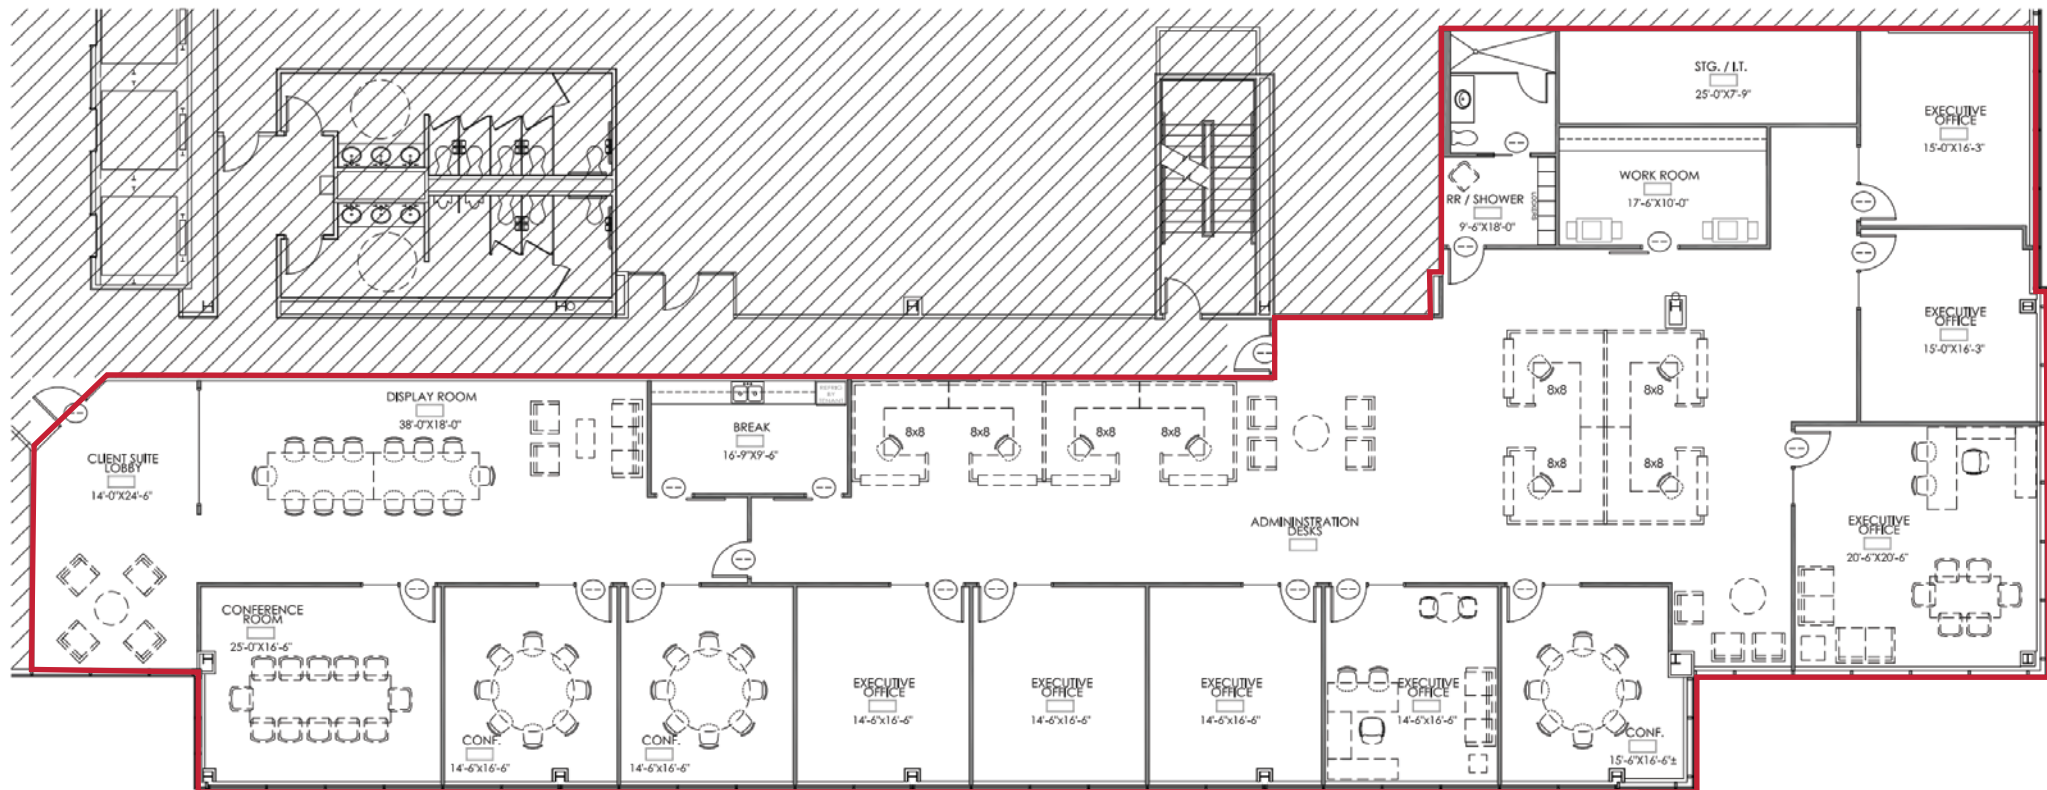 STG. / I.T.
25'-0"X7'-9"
EXECUTIVE
OFFICE
15'-0"X16'-3"
WORK ROOM
17'-6"X10'-0"
RR / SHOWER
9'-6"X18'-0"
LOCKERS
EXECUTIVE
OFFICE
15'-0"X16'-3"
DISPLAY ROOM
38'-0"X18'-0"
REFRIG
BY
TENANT
BREAK
16'-9"X9'-6"
8x8
8x8
8x8
8x8
8x8
8x8
8x8
8x8
CLIENT SUITE
LOBBY
14'-0"X24'-6"
ADMININSTRATION
DESKS
EXECUTIVE
OFFICE
20'-6"X20'-6"
CONFERENCE
ROOM
25'-0"X16'-6"
CONF.
14'-6"X16'-6"
CONF.
14'-6"X16'-6"
EXECUTIVE
OFFICE
14'-6"X16'-6"
EXECUTIVE
OFFICE
14'-6"X16'-6"
EXECUTIVE
OFFICE
14'-6"X16'-6"
EXECUTIVE
OFFICE
14'-6"X16'-6"
CONF.
15'-6"X16'-6"±